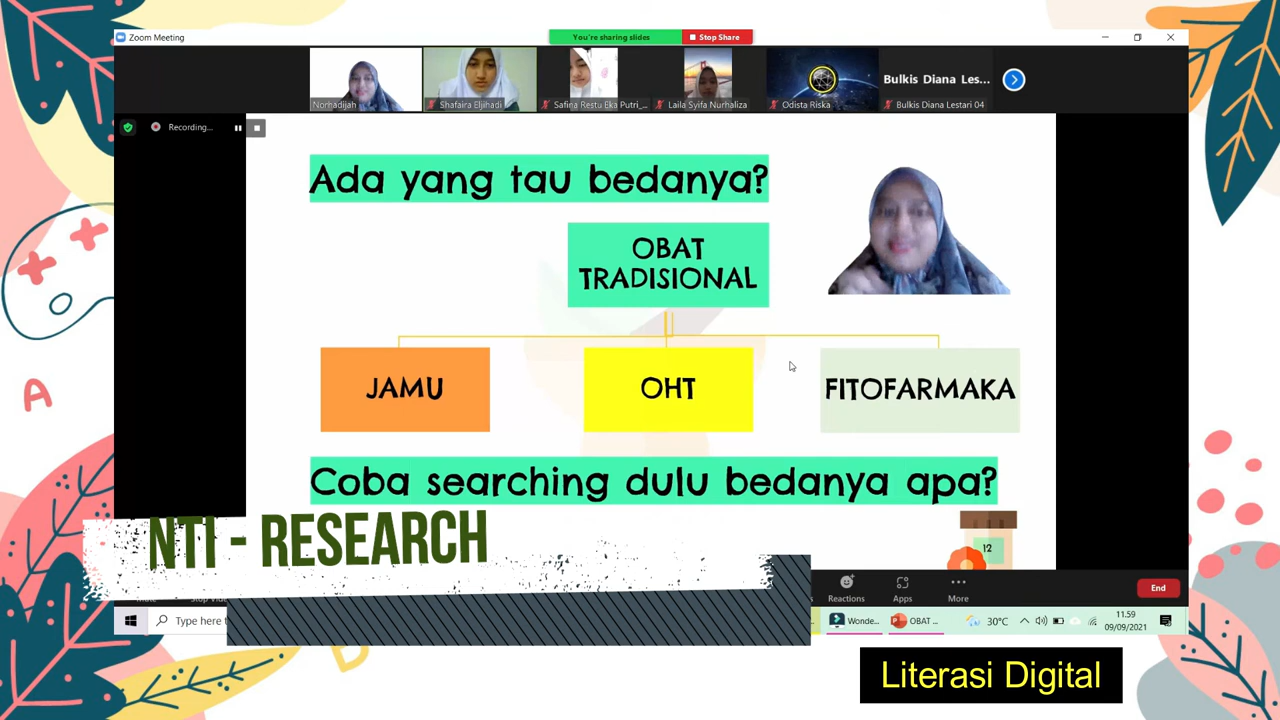 Zoom Meeting
You're sharing slides
Stop Share
Norhadijah
Shafaira Eljihadi
Safina Restu Eka Putri_...
Laila Syifa Nurhaliza
Odista Riska
Bulkis Diana Les...
Bulkis Diana Lestari 04
Recording...
Ada yang tau bedanya?
OBAT
TRADISIONAL
JAMU
OHT
FITOFARMAKA
Coba searching dulu bedanya apa?
12
NTI - RESEARCH
A
Reactions
Apps
More
End
Type here t
Wonde...
OBAT ...
30°C
11.59
09/09/2021
Literasi Digital